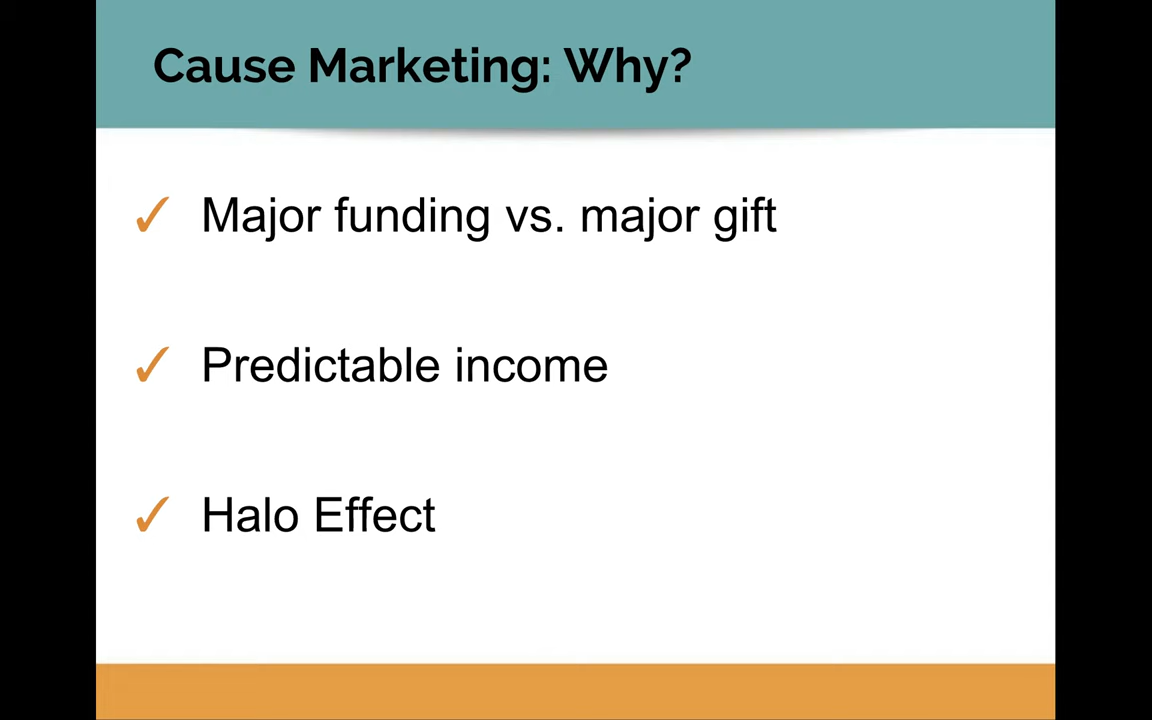 Cause Marketing: Why?
✓ Major funding vs. major gift
✓ Predictable income
✓ Halo Effect